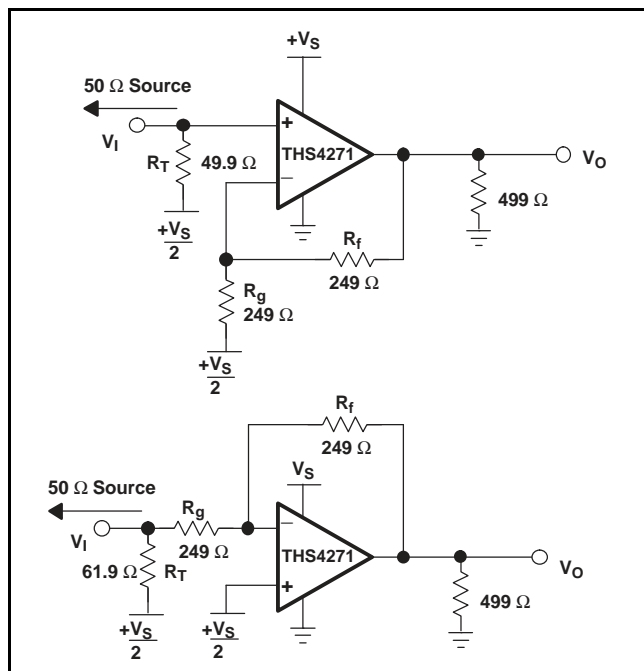 +VS
50 Ω Source
VI
+
THS4271
−
RT
49.9 Ω
VO
499 Ω
+VS
2
Rf
249 Ω
Rg
249 Ω
+VS
2
Rf
249 Ω
VS
50 Ω Source
Rg
VI
249 Ω
−
THS4271
+
61.9 Ω
RT
VO
499 Ω
+VS
2
+VS
2